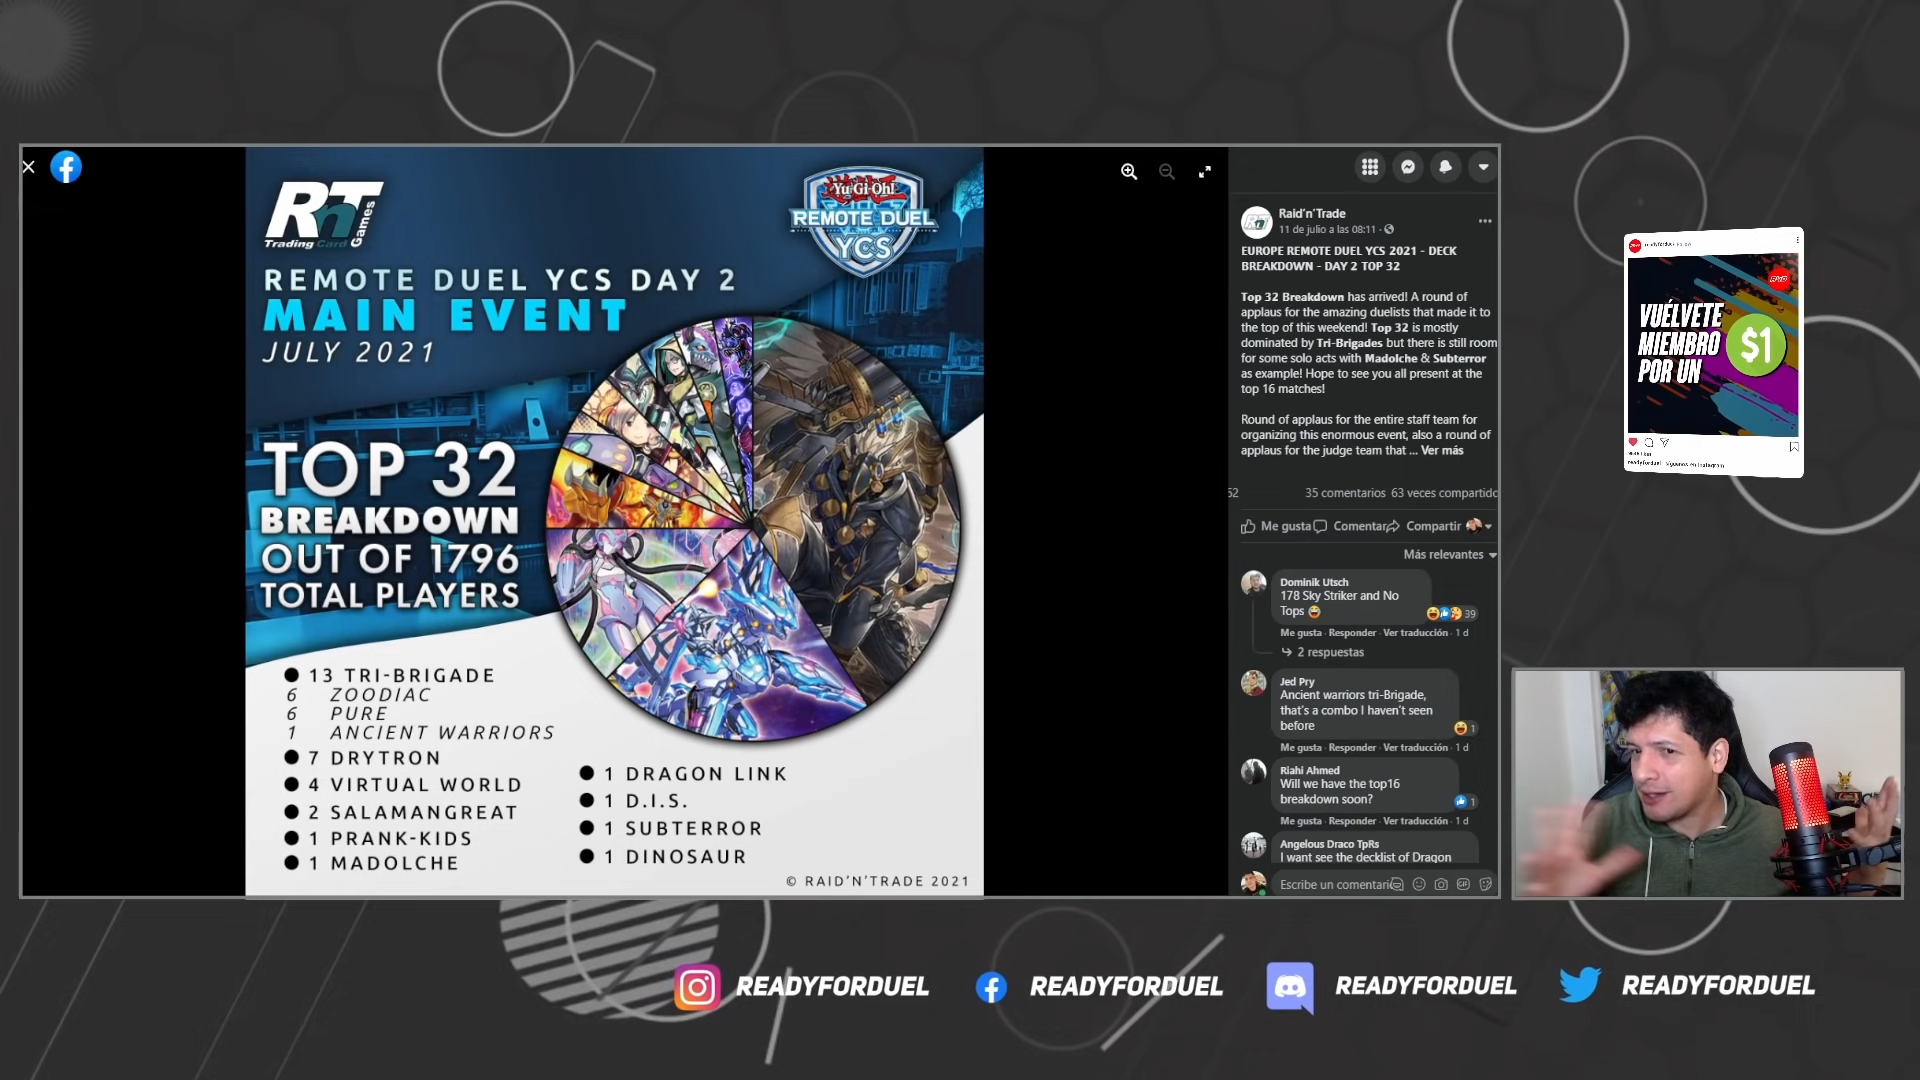 RnT
Trading Card Games
Yu-Gi-Oh!
REMOTE DUEL
YCS
REMOTE DUEL YCS DAY 2
MAIN EVENT
JULY 2021
TOP 32
BREAKDOWN
OUT OF 1796
TOTAL PLAYERS
13 TRI-BRIGADE
6 ZOODIAC
6 PURE
1 ANCIENT WARRIORS
7 DRYTRON
4 VIRTUAL WORLD
2 SALAMANGREAT
1 PRANK-KIDS
1 MADOLCHE
1 DRAGON LINK
1 D.I.S.
1 SUBTERROR
1 DINOSAUR
© RAID'N'TRADE 2021
Raid'n'Trade
11 de julio a las 08:11 ·
EUROPE REMOTE DUEL YCS 2021 - DECK
BREAKDOWN - DAY 2 TOP 32
Top 32 Breakdown has arrived! A round of
applaus for the amazing duelists that made it to
the top of this weekend! Top 32 is mostly
dominated by Tri-Brigades but there is still room
for some solo acts with Madolche & Subterror
as example! Hope to see you all present at the
top 16 matches!
Round of applaus for the entire staff team for
organizing this enormous event, also a round of
applaus for the judge team that ... Ver más
52 35 comentarios 63 veces compartido
Me gusta Comentar Compartir
Más relevantes
Dominik Utsch
178 Sky Striker and No
Tops
39
Me gusta · Responder · Ver traducción · 1 d
2 respuestas
Jed Pry
Ancient warriors tri-Brigade,
that's a combo I haven't seen
before
1
Me gusta · Responder · Ver traducción · 1 d
Riahi Ahmed
Will we have the top16
breakdown soon?
1
Me gusta · Responder · Ver traducción · 1 d
Angelous Draco TpRs
I want see the decklist of Dragon
Escribe un comentari
VUÉLVETE
MIEMBRO
POR UN
$1
readyforduel
READYFORDUEL
READYFORDUEL
READYFORDUEL
READYFORDUEL